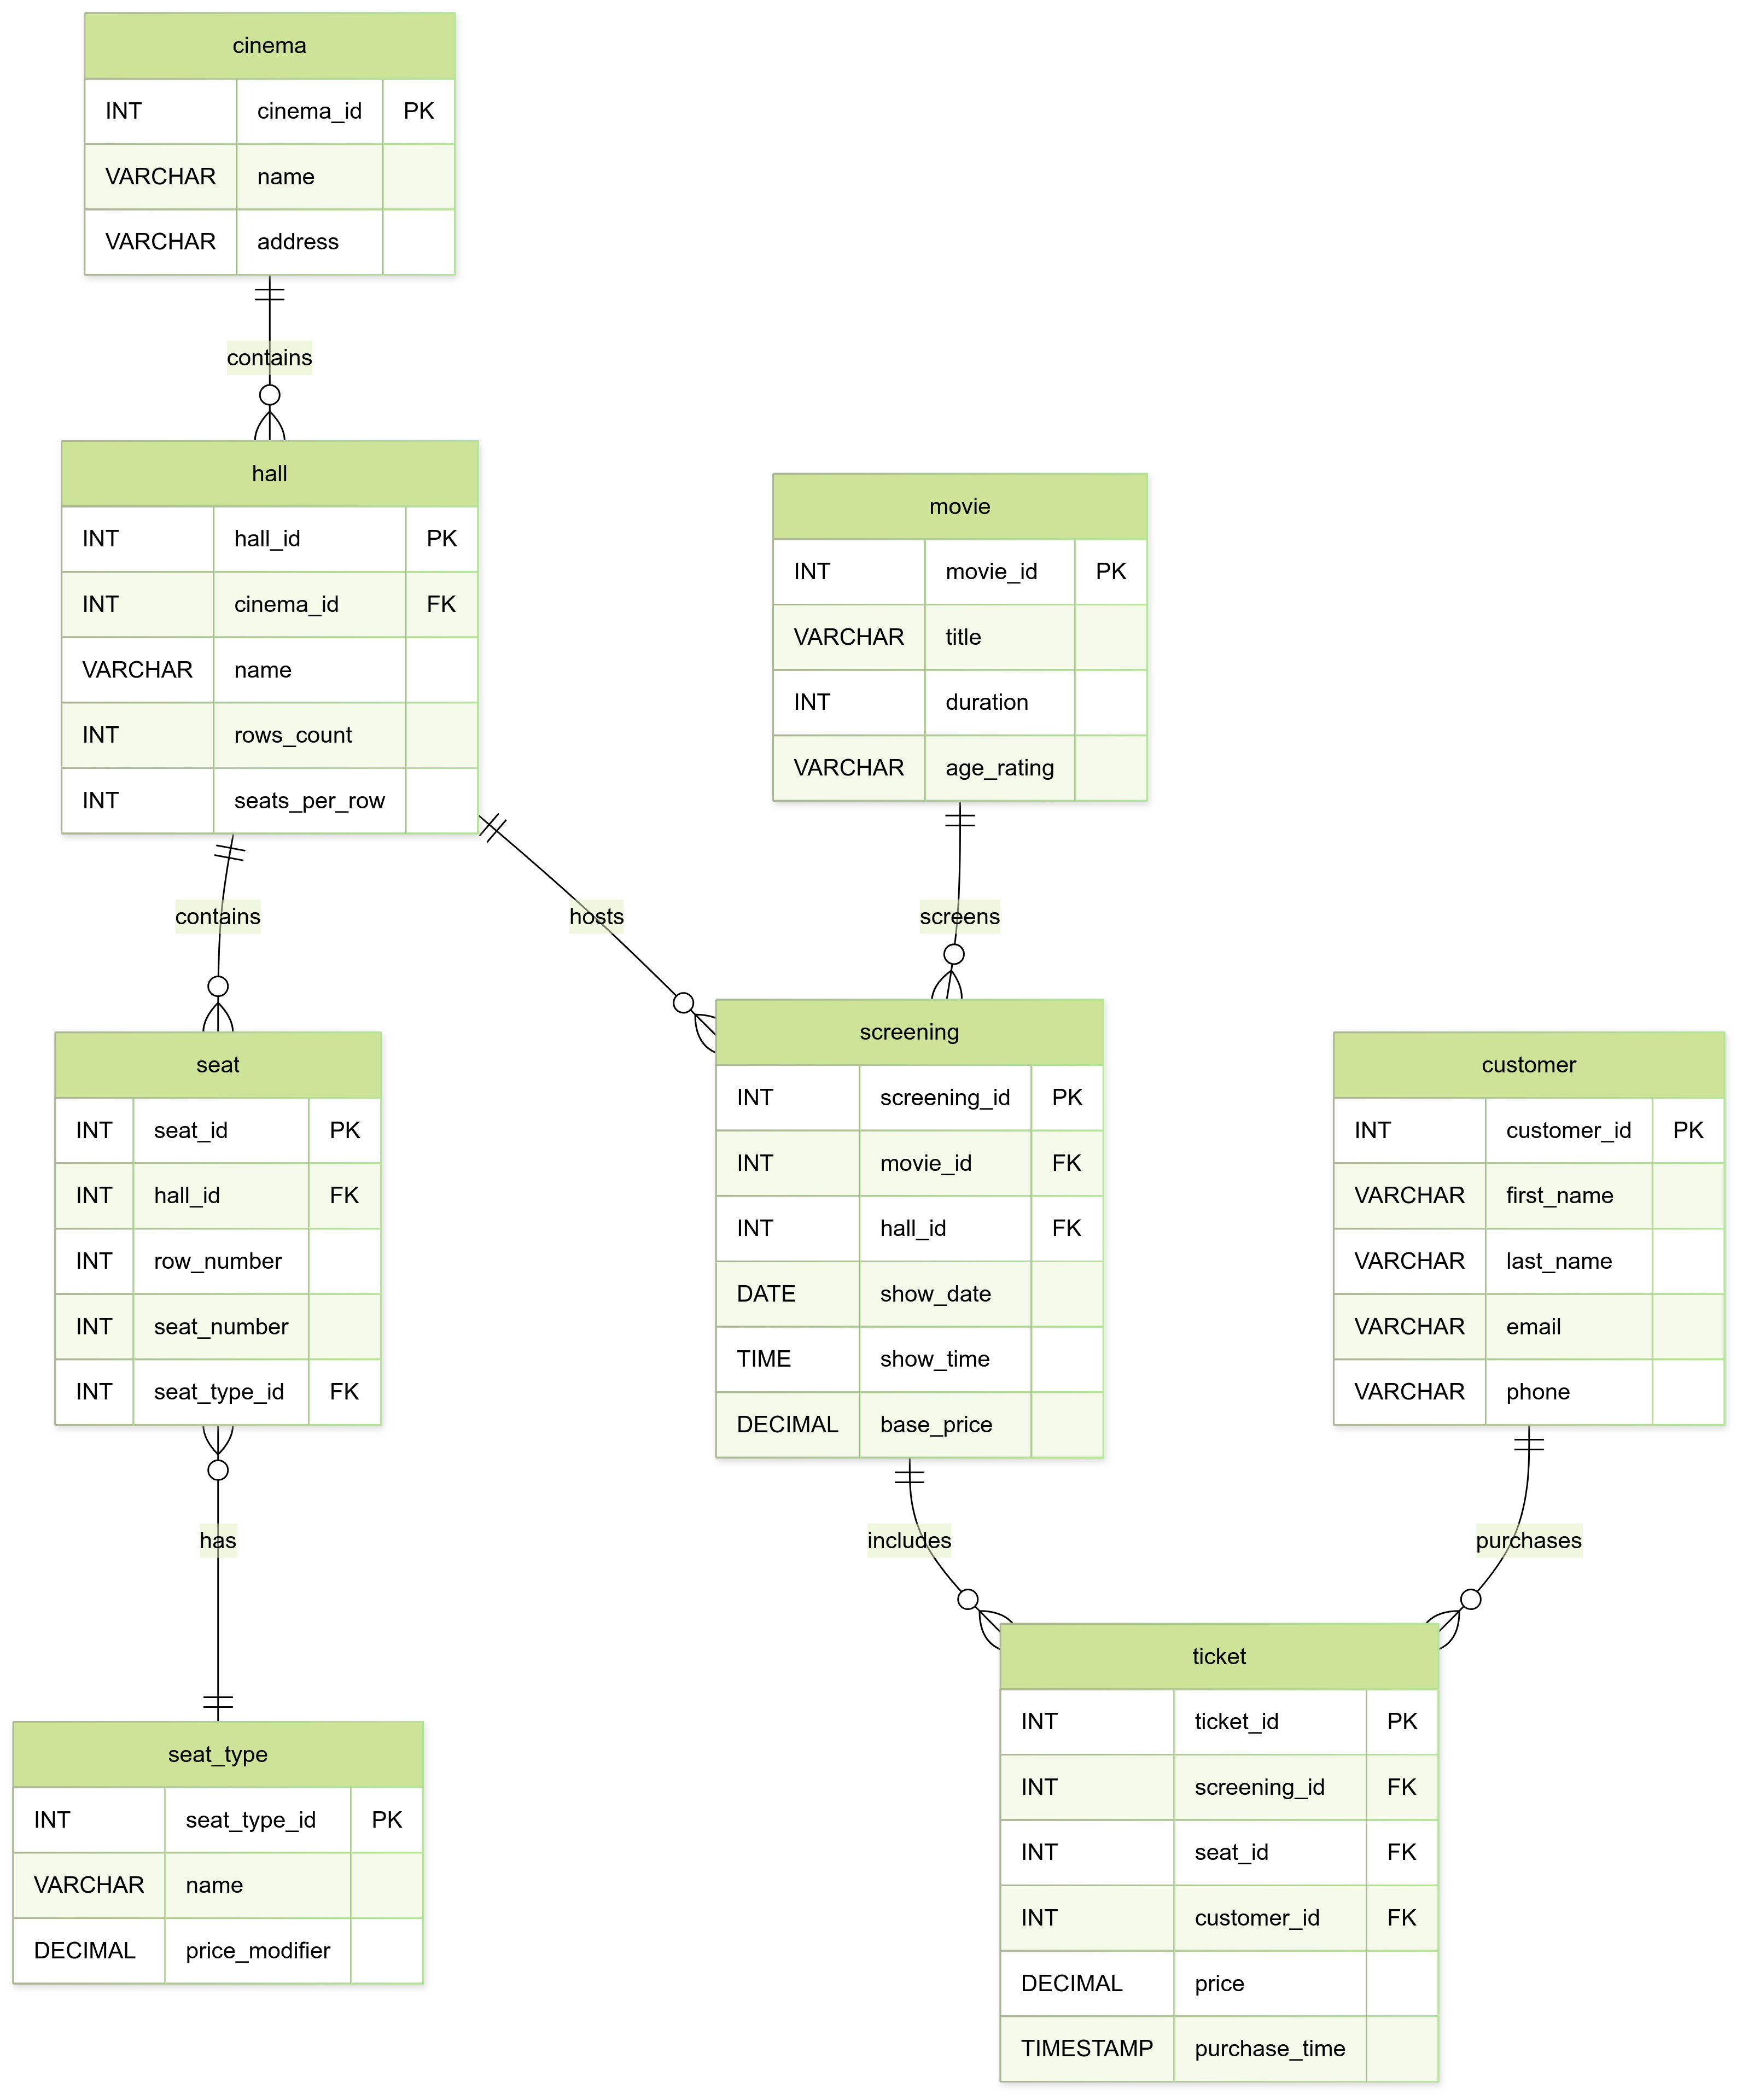 cinema
INT cinema_id PK
VARCHAR name
VARCHAR address
contains
hall
INT hall_id PK
INT cinema_id FK
VARCHAR name
INT rows_count
INT seats_per_row
movie
INT movie_id PK
VARCHAR title
INT duration
VARCHAR age_rating
contains
hosts
screens
seat
INT seat_id PK
INT hall_id FK
INT row_number
INT seat_number
INT seat_type_id FK
screening
INT screening_id PK
INT movie_id FK
INT hall_id FK
DATE show_date
TIME show_time
DECIMAL base_price
customer
INT customer_id PK
VARCHAR first_name
VARCHAR last_name
VARCHAR email
VARCHAR phone
has
includes
purchases
seat_type
INT seat_type_id PK
VARCHAR name
DECIMAL price_modifier
ticket
INT ticket_id PK
INT screening_id FK
INT seat_id FK
INT customer_id FK
DECIMAL price
TIMESTAMP purchase_time